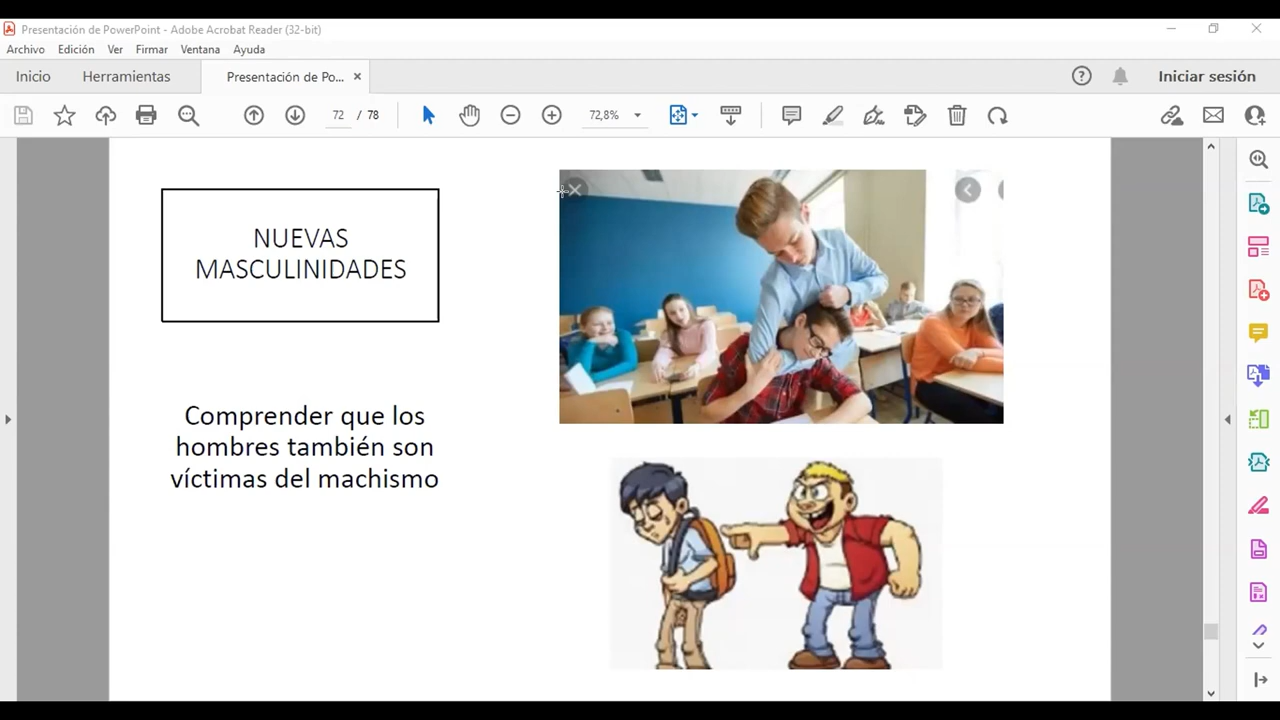 Presentación de PowerPoint - Adobe Acrobat Reader (32-bit)
Archivo Edición Ver Firmar Ventana Ayuda
Inicio Herramientas Presentación de Po... Iniciar sesión
72 / 78 72,8%
NUEVAS
MASCULINIDADES
Comprender que los
hombres también son
víctimas del machismo